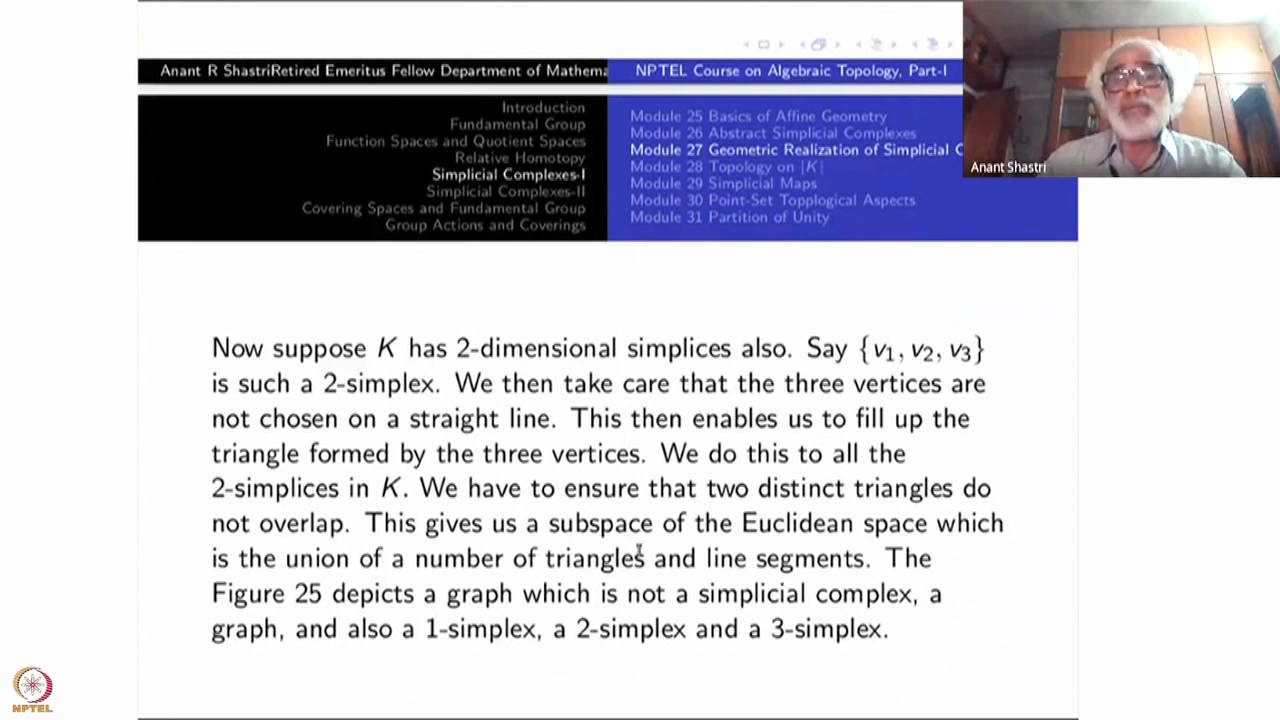 Anant R ShastriRetired Emeritus Fellow Department of Mathema
NPTEL Course on Algebraic Topology, Part-I
Introduction
Fundamental Group
Function Spaces and Quotient Spaces
Relative Homotopy
Simplicial Complexes-I
Simplicial Complexes-II
Covering Spaces and Fundamental Group
Group Actions and Coverings
Module 25 Basics of Affine Geometry
Module 26 Abstract Simplicial Complexes
Module 27 Geometric Realization of Simplicial C
Module 28 Topology on |K|
Module 29 Simplicial Maps
Module 30 Point-Set Topplogical Aspects
Module 31 Partition of Unity
Anant Shastri
Now suppose K has 2-dimensional simplices also. Say {v₁, v₂, v₃}
is such a 2-simplex. We then take care that the three vertices are
not chosen on a straight line. This then enables us to fill up the
triangle formed by the three vertices. We do this to all the
2-simplices in K. We have to ensure that two distinct triangles do
not overlap. This gives us a subspace of the Euclidean space which
is the union of a number of triangles and line segments. The
Figure 25 depicts a graph which is not a simplicial complex, a
graph, and also a 1-simplex, a 2-simplex and a 3-simplex.
NPTEL